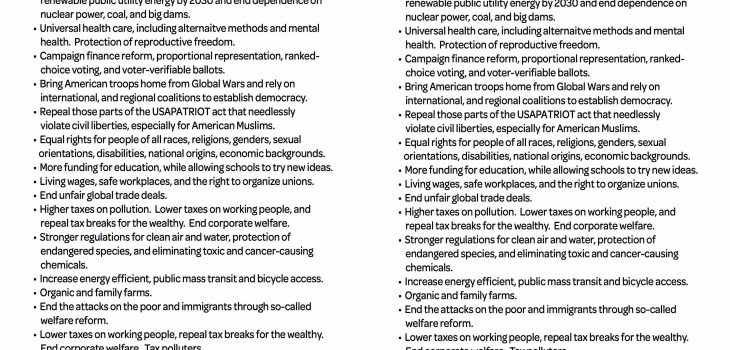 renewable public utility energy by 2030 and end dependence on
nuclear power, coal, and big dams.
• Universal health care, including alternaitve methods and mental
health. Protection of reproductive freedom.
• Campaign finance reform, proportional representation, ranked-
choice voting, and voter-verifiable ballots.
• Bring American troops home from Global Wars and rely on
international, and regional coalitions to establish democracy.
• Repeal those parts of the USAPATRIOT act that needlessly
violate civil liberties, especially for American Muslims.
• Equal rights for people of all races, religions, genders, sexual
orientations, disabilities, national origins, economic backgrounds.
• More funding for education, while allowing schools to try new ideas.
• Living wages, safe workplaces, and the right to organize unions.
• End unfair global trade deals.
• Higher taxes on pollution. Lower taxes on working people, and
repeal tax breaks for the wealthy. End corporate welfare.
• Stronger regulations for clean air and water, protection of
endangered species, and eliminating toxic and cancer-causing
chemicals.
• Increase energy efficient, public mass transit and bicycle access.
• Organic and family farms.
• End the attacks on the poor and immigrants through so-called
welfare reform.
• Lower taxes on working people, repeal tax breaks for the wealthy.
End corporate welfare. Tax polluters.
renewable public utility energy by 2030 and end dependence on
nuclear power, coal, and big dams.
• Universal health care, including alternaitve methods and mental
health. Protection of reproductive freedom.
• Campaign finance reform, proportional representation, ranked-
choice voting, and voter-verifiable ballots.
• Bring American troops home from Global Wars and rely on
international, and regional coalitions to establish democracy.
• Repeal those parts of the USAPATRIOT act that needlessly
violate civil liberties, especially for American Muslims.
• Equal rights for people of all races, religions, genders, sexual
orientations, disabilities, national origins, economic backgrounds.
• More funding for education, while allowing schools to try new ideas.
• Living wages, safe workplaces, and the right to organize unions.
• End unfair global trade deals.
• Higher taxes on pollution. Lower taxes on working people, and
repeal tax breaks for the wealthy. End corporate welfare.
• Stronger regulations for clean air and water, protection of
endangered species, and eliminating toxic and cancer-causing
chemicals.
• Increase energy efficient, public mass transit and bicycle access.
• Organic and family farms.
• End the attacks on the poor and immigrants through so-called
welfare reform.
• Lower taxes on working people, repeal tax breaks for the wealthy.